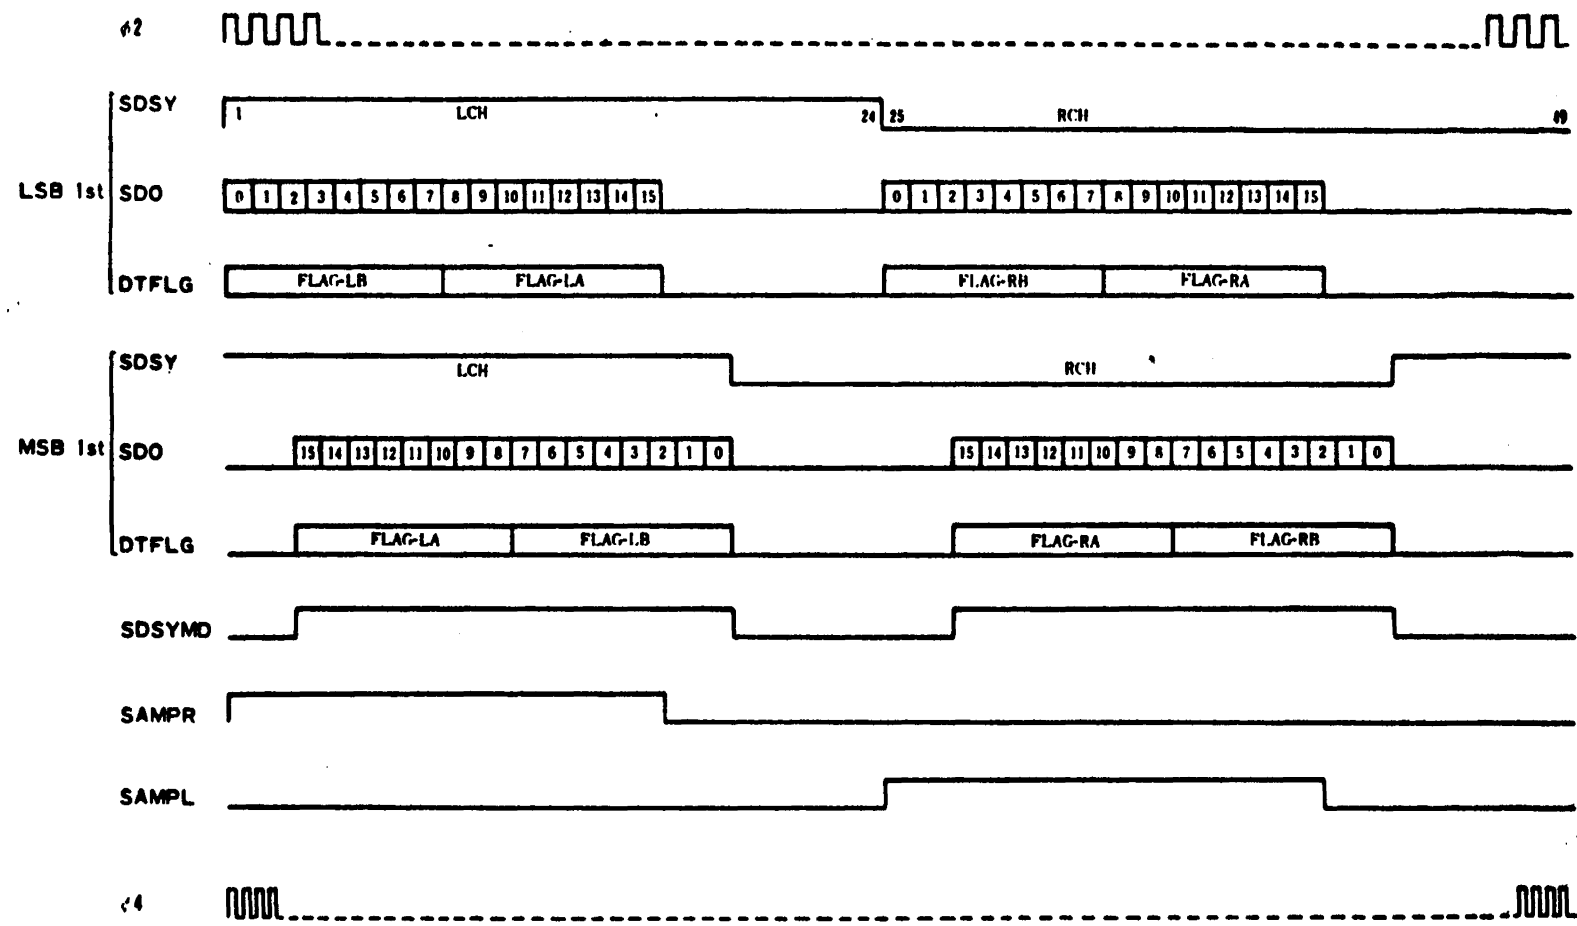 ϕ2
SDSY
1 LCH 24 25 RCH 49
LSB 1st
SDO
0 1 2 3 4 5 6 7 8 9 10 11 12 13 14 15 0 1 2 3 4 5 6 7 8 9 10 11 12 13 14 15
DTFLG
FLAG-LB FLAG-LA FLAG-RB FLAG-RA
SDSY
LCH RCH
MSB 1st
SDO
15 14 13 12 11 10 9 8 7 6 5 4 3 2 1 0 15 14 13 12 11 10 9 8 7 6 5 4 3 2 1 0
DTFLG
FLAG-LA FLAG-LB FLAG-RA FLAG-RB
SDSYMD
SAMPR
SAMPL
ϕ4